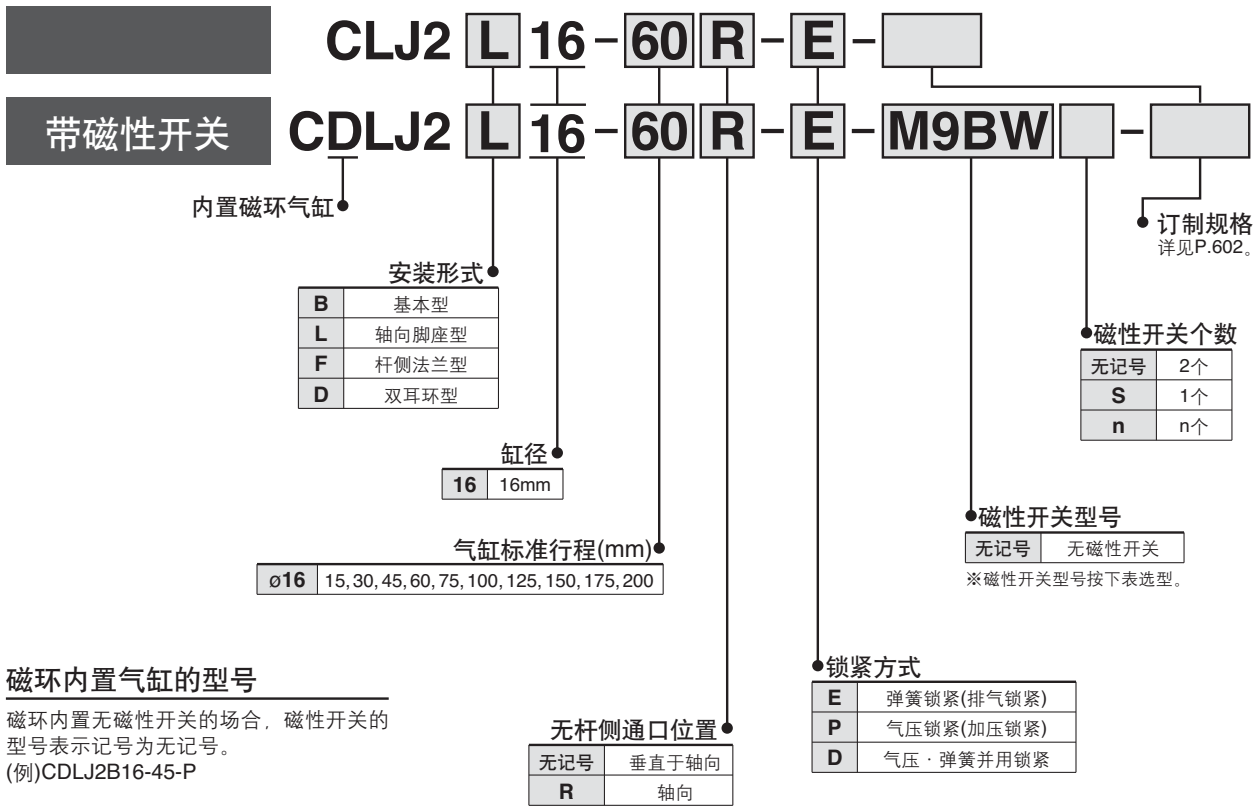 CLJ2 L 16-60 R-E-
带磁性开关 CDLJ2 L 16-60 R-E-M9BW -
内置磁环气缸
订制规格
详见P.602。
安装形式
B 基本型
L 轴向脚座型
F 杆侧法兰型
D 双耳环型
磁性开关个数
无记号 2个
S 1个
n n个
缸径
16 16mm
磁性开关型号
无记号 无磁性开关
※磁性开关型号按下表选型。
气缸标准行程(mm)
ø16 15,30,45,60,75,100,125,150,175,200
锁紧方式
E 弹簧锁紧(排气锁紧)
P 气压锁紧(加压锁紧)
D 气压·弹簧并用锁紧
磁环内置气缸的型号
磁环内置无磁性开关的场合，磁性开关的
型号表示记号为无记号。
(例)CDLJ2B16-45-P
无杆侧通口位置
无记号 垂直于轴向
R 轴向